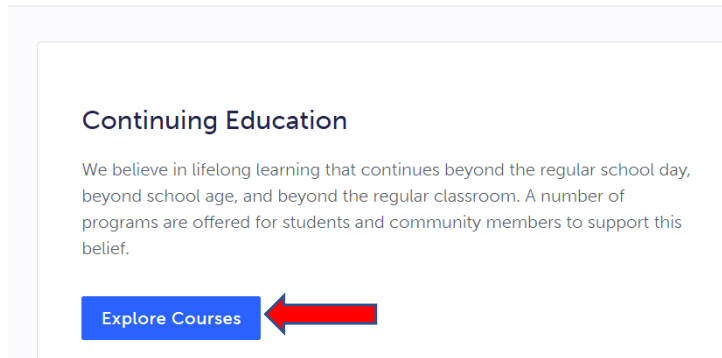 Continuing Education
We believe in lifelong learning that continues beyond the regular school day,
beyond school age, and beyond the regular classroom. A number of
programs are offered for students and community members to support this
belief.
Explore Courses